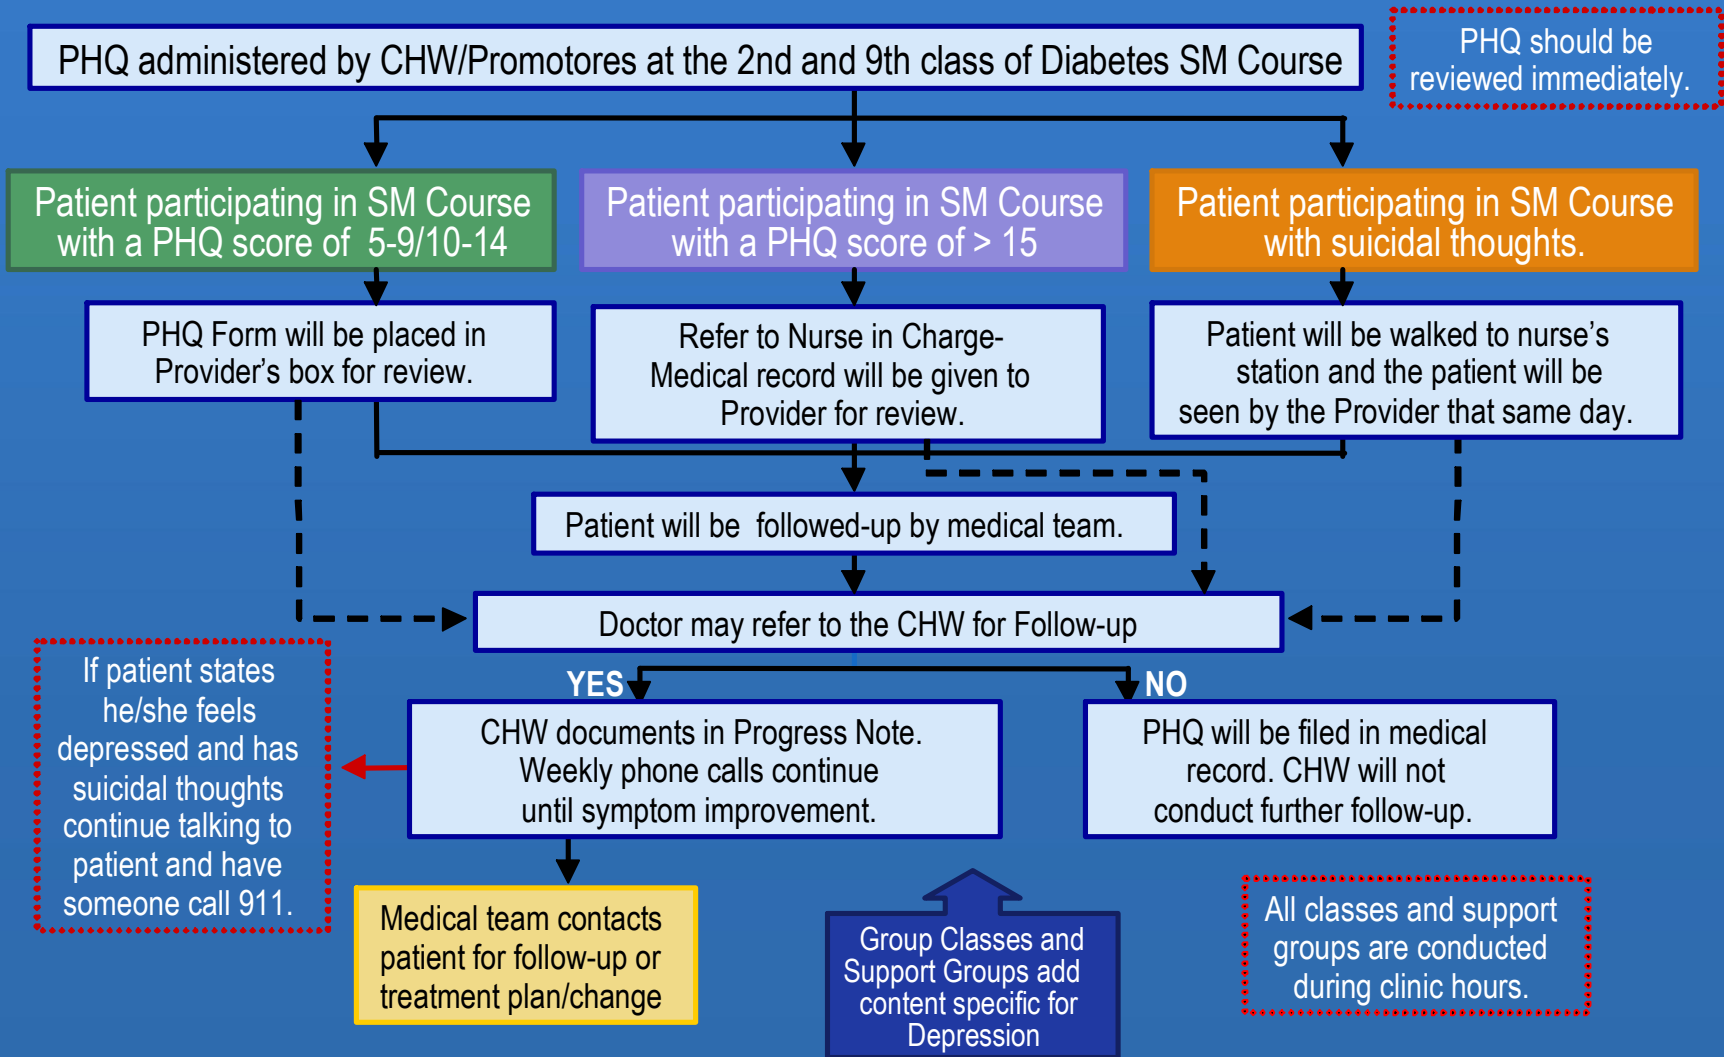 PHQ administered by CHW/Promotores at the 2nd and 9th class of Diabetes SM Course
PHQ should be
reviewed immediately.
Patient participating in SM Course
with a PHQ score of 5-9/10-14
Patient participating in SM Course
with a PHQ score of > 15
Patient participating in SM Course
with suicidal thoughts.
PHQ Form will be placed in
Provider's box for review.
Refer to Nurse in Charge-
Medical record will be given to
Provider for review.
Patient will be walked to nurse's
station and the patient will be
seen by the Provider that same day.
Patient will be followed-up by medical team.
Doctor may refer to the CHW for Follow-up
YES
NO
If patient states
he/she feels
depressed and has
suicidal thoughts
continue talking to
patient and have
someone call 911.
CHW documents in Progress Note.
Weekly phone calls continue
until symptom improvement.
PHQ will be filed in medical
record. CHW will not
conduct further follow-up.
Medical team contacts
patient for follow-up or
treatment plan/change
Group Classes and
Support Groups add
content specific for
Depression
All classes and support
groups are conducted
during clinic hours.